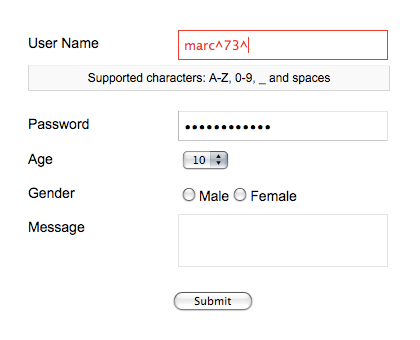 User Name marc^73^
Supported characters: A-Z, 0-9, _ and spaces
Password ••••••••••••
Age 10
Gender Male Female
Message
Submit